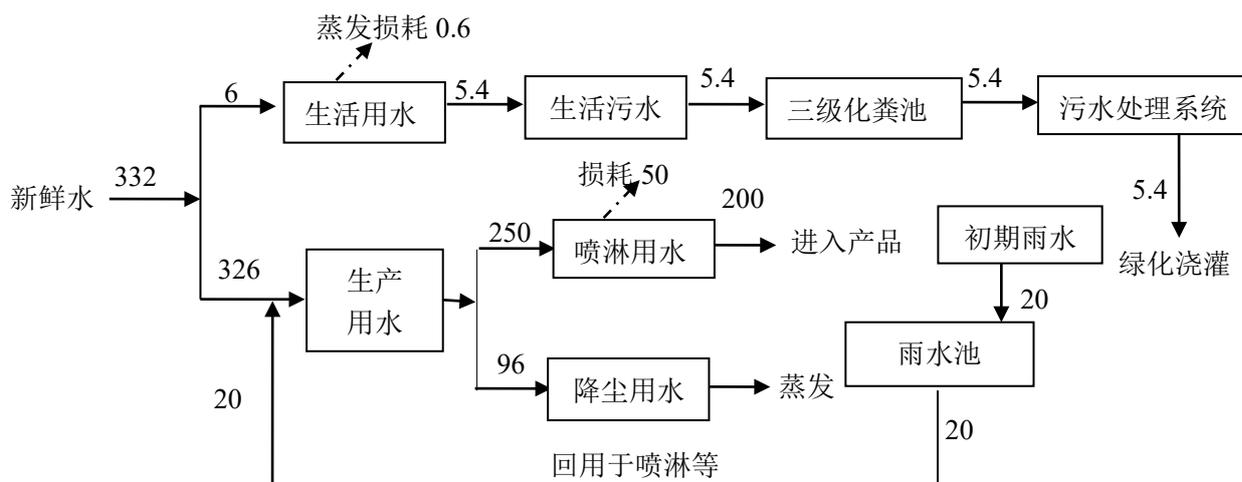 蒸发损耗 0.6
6
生活用水
5.4
生活污水
5.4
三级化粪池
5.4
污水处理系统
新鲜水
332
损耗 50
200
5.4
250
喷淋用水
进入产品
初期雨水
绿化浇灌
326
生产
用水
20
雨水池
96
降尘用水
蒸发
20
20
回用于喷淋等